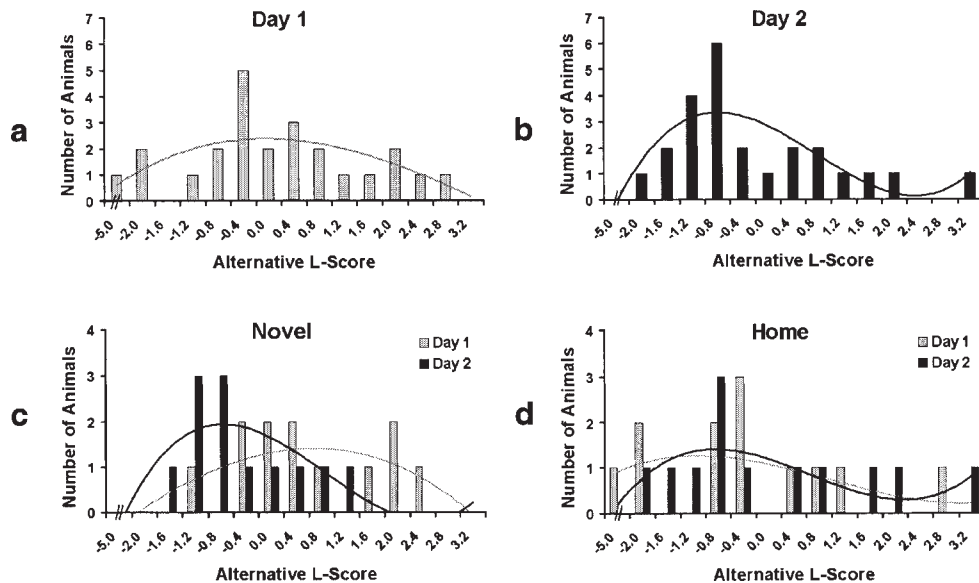 Day 1
Day 2
a
b
Number of Animals
7
6
5
4
3
2
1
0
-5.0 -2.0 -1.6 -1.2 -0.8 -0.4 0.0 0.4 0.8 1.2 1.6 2.0 2.4 2.8 3.2
Alternative L-Score
Number of Animals
7
6
5
4
3
2
1
0
-5.0 -2.0 -1.6 -1.2 -0.8 -0.4 0.0 0.4 0.8 1.2 1.6 2.0 2.4 2.8 3.2
Alternative L-Score
Novel
c
Day 1
Day 2
Number of Animals
4
3
2
1
0
-5.0 -2.0 -1.6 -1.2 -0.8 -0.4 0.0 0.4 0.8 1.2 1.6 2.0 2.4 2.8 3.2
Alternative L-Score
Home
d
Day 1
Day 2
Number of Animals
4
3
2
1
0
-5.0 -2.0 -1.6 -1.2 -0.8 -0.4 0.0 0.4 0.8 1.2 1.6 2.0 2.4 2.8 3.2
Alternative L-Score